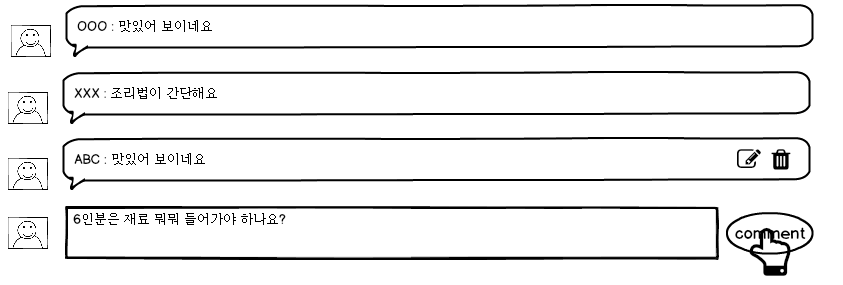 OOO : 맛있어 보이네요
XXX : 조리법이 간단해요
ABC : 맛있어 보이네요
6인분은 재료 뭐뭐 들어가야 하나요?
comment